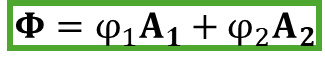 𝚽 = φ₁𝐀₁ + φ₂𝐀₂